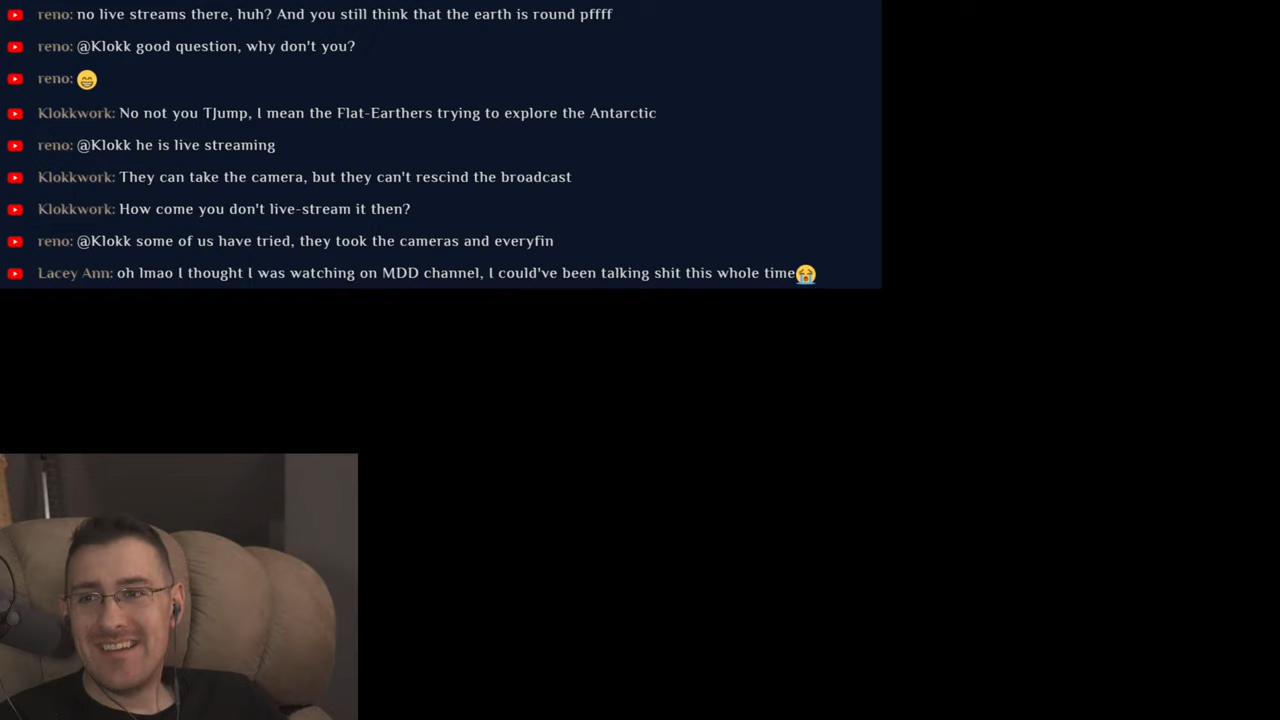 reno: no live streams there, huh? And you still think that the earth is round pffff
reno: @Klokk good question, why don't you?
reno: 😁
Klokkwork: No not you TJump, I mean the Flat-Earthers trying to explore the Antarctic
reno: @Klokk he is live streaming
Klokkwork: They can take the camera, but they can't rescind the broadcast
Klokkwork: How come you don't live-stream it then?
reno: @Klokk some of us have tried, they took the cameras and everyfin
Lacey Ann: oh lmao I thought I was watching on MDD channel, I could've been talking shit this whole time😭